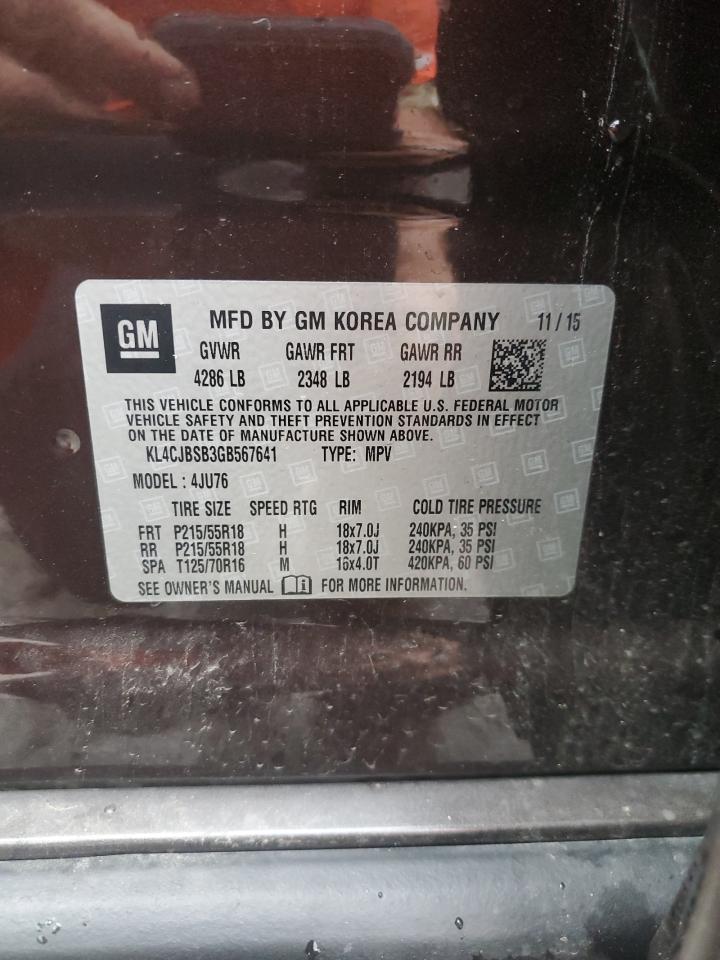 GM MFD BY GM KOREA COMPANY 11/15
GVWR GAWR FRT GAWR RR
4286 LB 2348 LB 2194 LB
THIS VEHICLE CONFORMS TO ALL APPLICABLE U.S. FEDERAL MOTOR
VEHICLE SAFETY AND THEFT PREVENTION STANDARDS IN EFFECT
ON THE DATE OF MANUFACTURE SHOWN ABOVE.
KL4CJBSB3GB567641 TYPE: MPV
MODEL : 4JU76
TIRE SIZE SPEED RTG RIM COLD TIRE PRESSURE
FRT P215/55R18 H 18x7.0J 240KPA, 35 PSI
RR P215/55R18 H 18x7.0J 240KPA, 35 PSI
SPA T125/70R16 M 16x4.0T 420KPA, 60 PSI
SEE OWNER'S MANUAL FOR MORE INFORMATION.